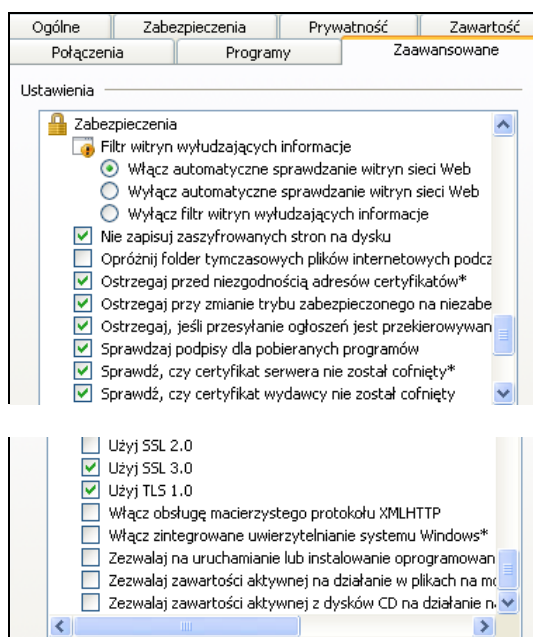 Ogólne Zabezpieczenia Prywatność Zawartość
Połączenia Programy Zaawansowane
Ustawienia
Zabezpieczenia
Filtr witryn wyłudzających informacje
Włącz automatyczne sprawdzanie witryn sieci Web
Wyłącz automatyczne sprawdzanie witryn sieci Web
Wyłącz filtr witryn wyłudzających informacje
Nie zapisuj zaszyfrowanych stron na dysku
Opróżnij folder tymczasowych plików internetowych podcz
Ostrzegaj przed niezgodnością adresów certyfikatów*
Ostrzegaj przy zmianie trybu zabezpieczonego na niezabe
Ostrzegaj, jeśli przesyłanie ogłoszeń jest przekierowywan
Sprawdzaj podpisy dla pobieranych programów
Sprawdź, czy certyfikat serwera nie został cofnięty*
Sprawdź, czy certyfikat wydawcy nie został cofnięty
Użyj SSL 2.0
Użyj SSL 3.0
Użyj TLS 1.0
Włącz obsługę macierzystego protokołu XMLHTTP
Włącz zintegrowane uwierzytelnianie systemu Windows*
Zezwalaj na uruchamianie lub instalowanie oprogramowan
Zezwalaj zawartości aktywnej na działanie w plikach na mo
Zezwalaj zawartości aktywnej z dysków CD na działanie n